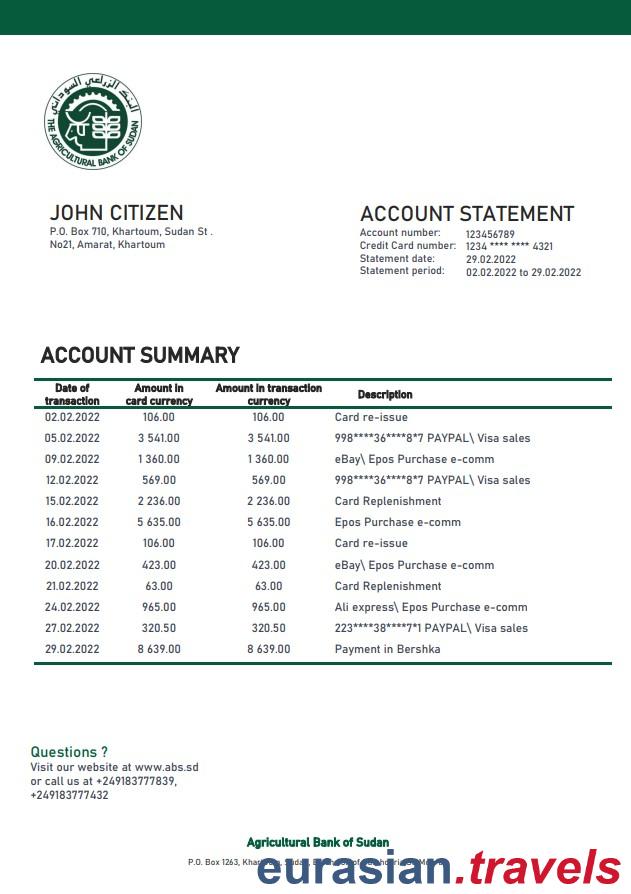 البنك الزراعي السوداني
THE AGRICULTURAL BANK OF SUDAN
JOHN CITIZEN
P.O. Box 710, Khartoum, Sudan St .
No21, Amarat, Khartoum
ACCOUNT STATEMENT
Account number: 123456789
Credit Card number: 1234 **** **** 4321
Statement date: 29.02.2022
Statement period: 02.02.2022 to 29.02.2022
ACCOUNT SUMMARY
Date of transaction Amount in card currency Amount in transaction currency Description
02.02.2022 106.00 106.00 Card re-issue
05.02.2022 3 541.00 3 541.00 998****36****8*7 PAYPAL\ Visa sales
09.02.2022 1 360.00 1 360.00 eBay\ Epos Purchase e-comm
12.02.2022 569.00 569.00 998****36****8*7 PAYPAL\ Visa sales
15.02.2022 2 236.00 2 236.00 Card Replenishment
16.02.2022 5 635.00 5 635.00 Epos Purchase e-comm
17.02.2022 106.00 106.00 Card re-issue
20.02.2022 423.00 423.00 eBay\ Epos Purchase e-comm
21.02.2022 63.00 63.00 Card Replenishment
24.02.2022 965.00 965.00 Ali express\ Epos Purchase e-comm
27.02.2022 320.50 320.50 223****38****7*1 PAYPAL\ Visa sales
29.02.2022 8 639.00 8 639.00 Payment in Bershka
Questions ?
Visit our website at www.abs.sd
or call us at +249183777839,
+249183777432
Agricultural Bank of Sudan
P.O. Box 1263,
eurasian.travels